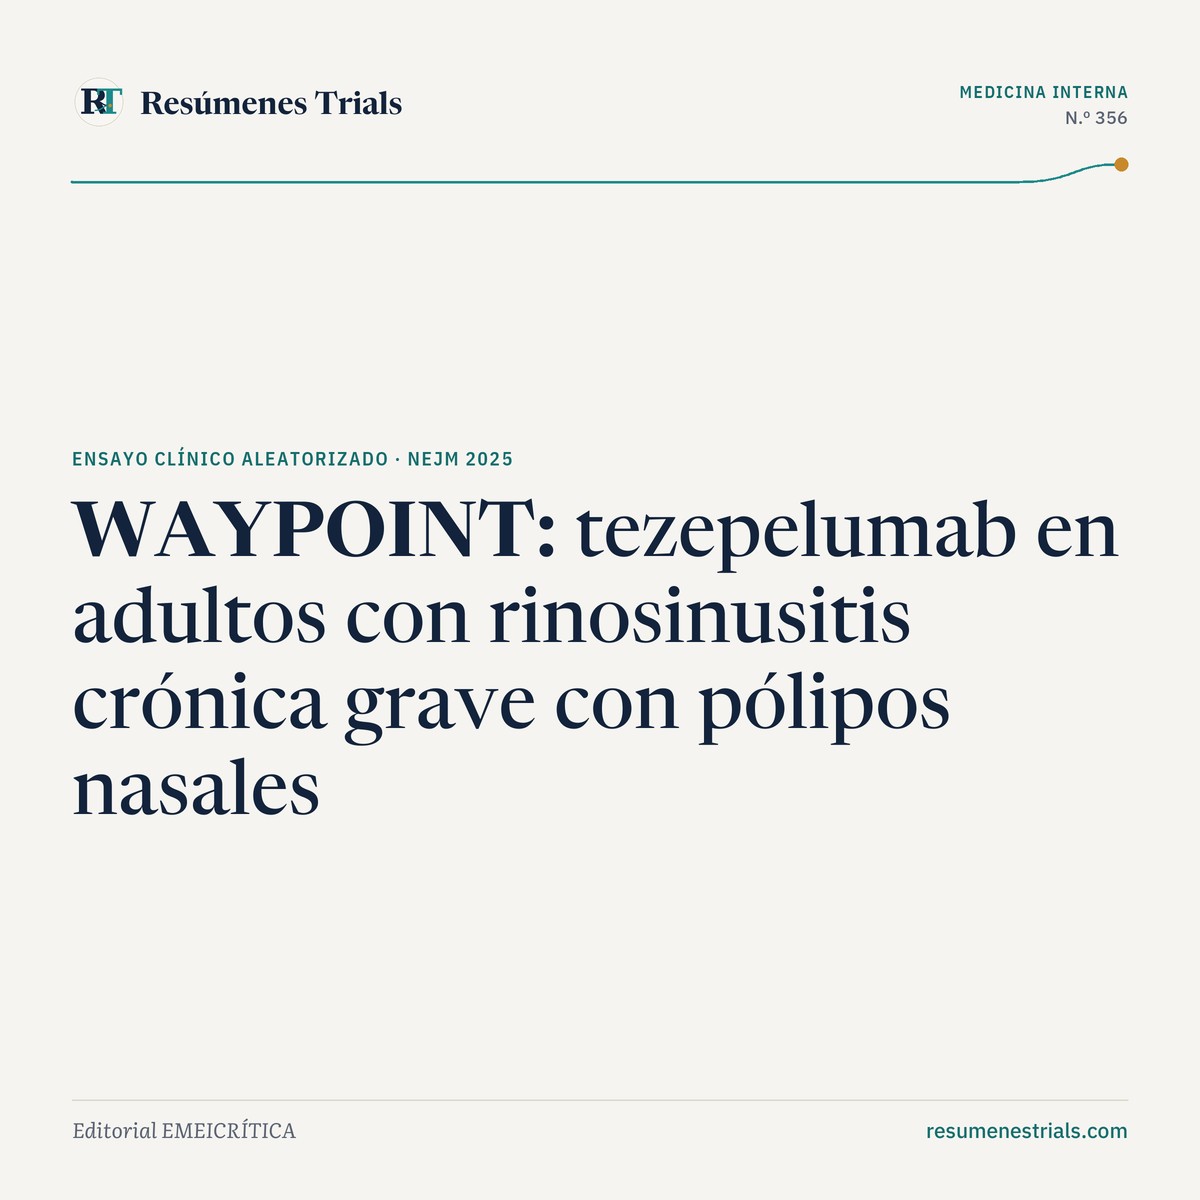 RT Resúmenes Trials
MEDICINA INTERNA
N.º 356
ENSAYO CLÍNICO ALEATORIZADO · NEJM 2025
WAYPOINT: tezepelumab en
adultos con rinosinusitis
crónica grave con pólipos
nasales
Editorial EMEICRÍTICA
resumenestrials.com